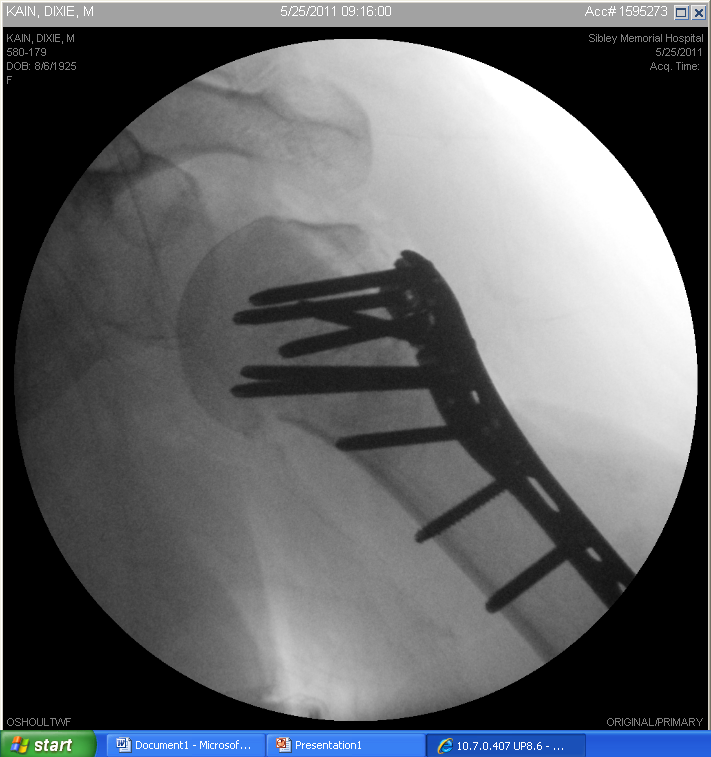 KAIN, DIXIE, M 5/25/2011 09:16:00 Acc# 1595273
KAIN, DIXIE, M
580-179
DOB: 8/6/1925
F
Sibley Memorial Hospital
5/25/2011
Acq. Time:
OSHOULTWF
ORIGINAL/PRIMARY
start Document1 - Microsof... Presentation1 10.7.0.407 UP8.6 - ...